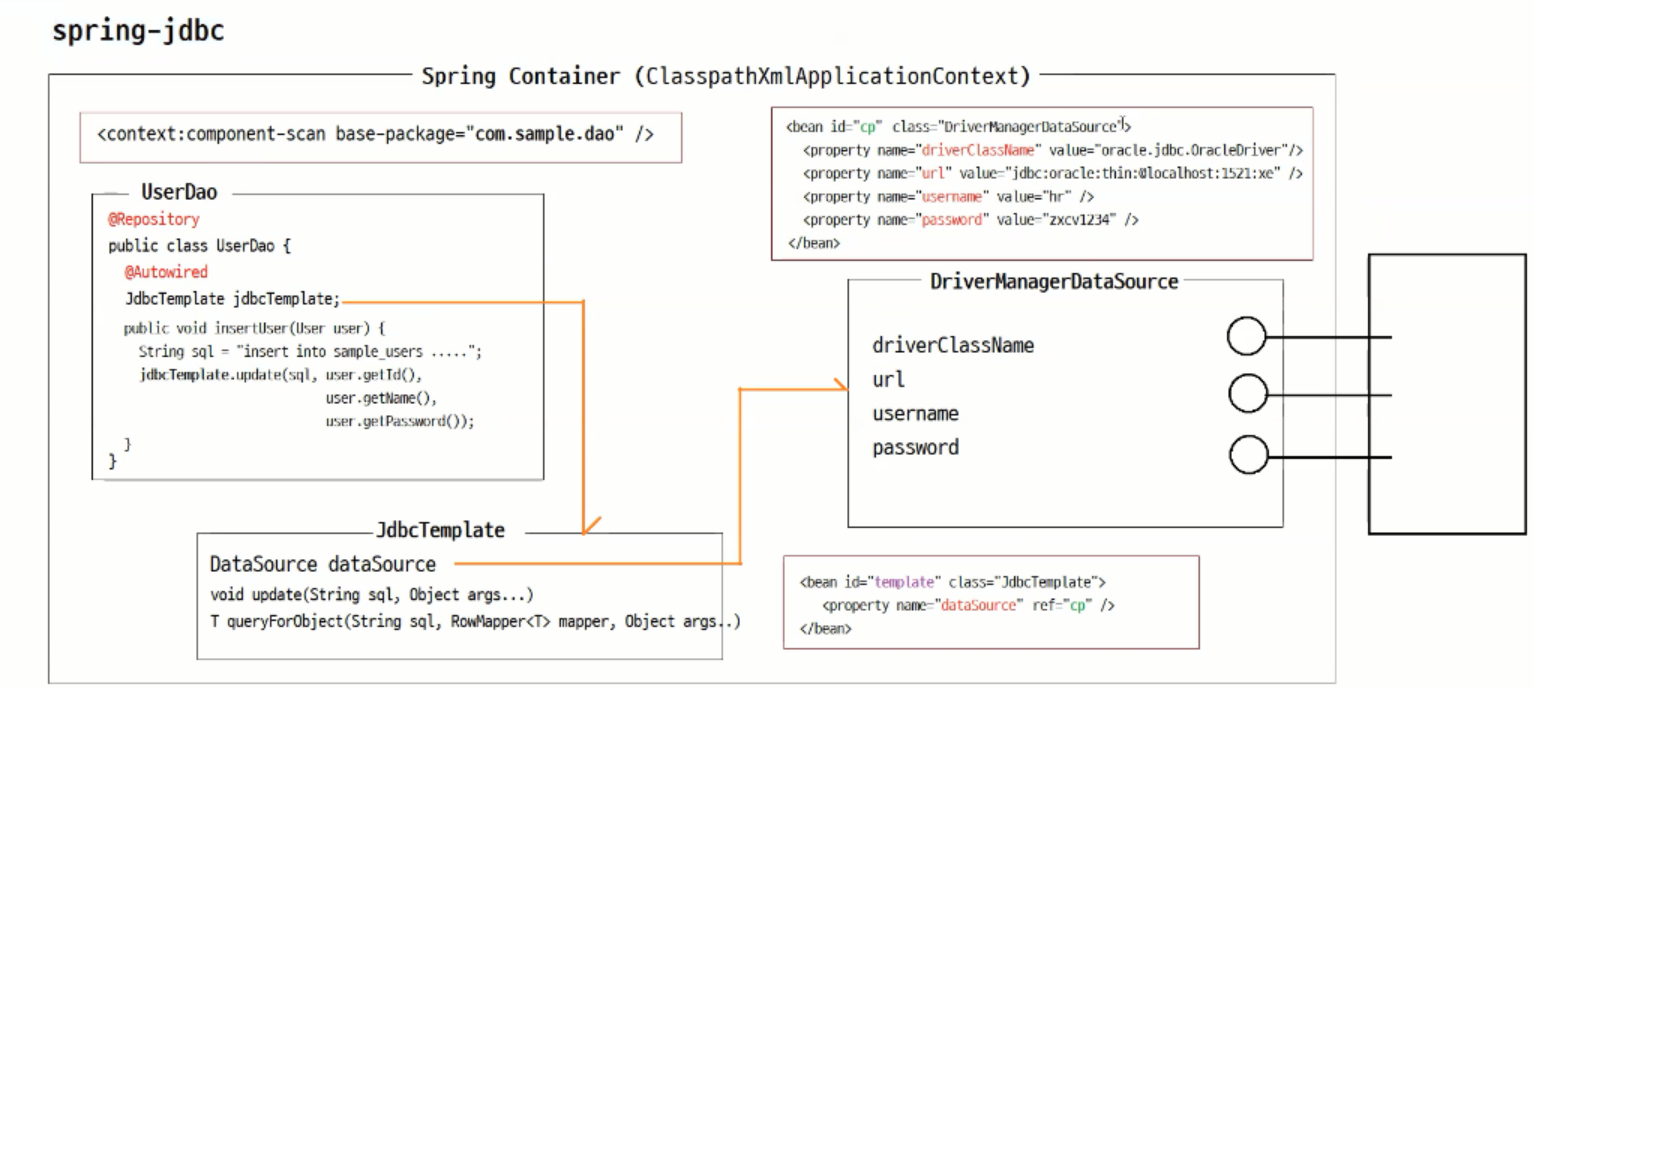 spring-jdbc
Spring Container (ClasspathXmlApplicationContext)
<context:component-scan base-package="com.sample.dao" />
UserDao
@Repository
public class UserDao {
@Autowired
JdbcTemplate jdbcTemplate;
public void insertUser(User user) {
String sql = "insert into sample_users .....";
jdbcTemplate.update(sql, user.getId(),
user.getName(),
user.getPassword());
}
}
JdbcTemplate
DataSource dataSource
void update(String sql, Object args...)
T queryForObject(String sql, RowMapper<T> mapper, Object args..)
<bean id="cp" class="DriverManagerDataSource">
<property name="driverClassName" value="oracle.jdbc.OracleDriver"/>
<property name="url" value="jdbc:oracle:thin:@localhost:1521:xe" />
<property name="username" value="hr" />
<property name="password" value="zxcv1234" />
</bean>
DriverManagerDataSource
driverClassName
url
username
password
<bean id="template" class="JdbcTemplate">
<property name="dataSource" ref="cp" />
</bean>